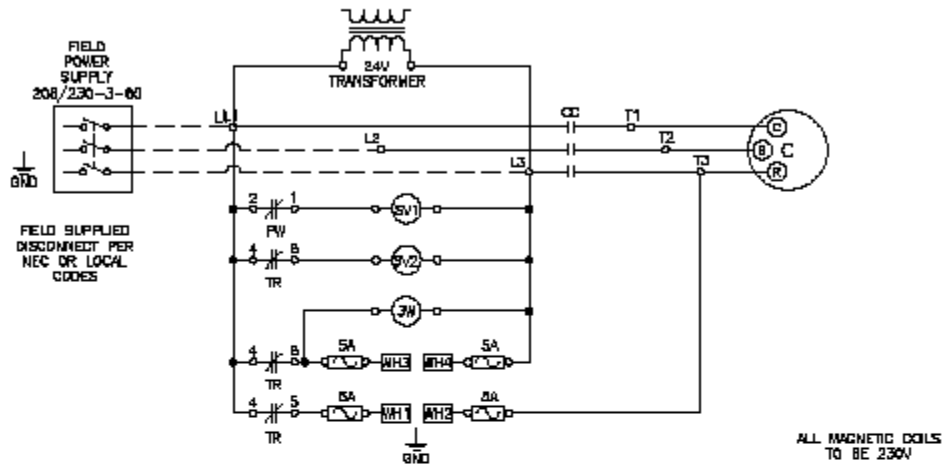 24V
TRANSFORMER
FIELD
POWER
SUPPLY
208/230-3-60
L1
CC
T1
C
L2
T2
B
C
L3
T3
R
GND
2
1
SV1
PW
FIELD SUPPLIED
DISCONNECT PER
NEC OR LOCAL
CODES
4
6
SV2
TR
3W
4
6
5A
WH3
WH4
5A
TR
4
5
WH1
WH2
TR
GND
ALL MAGNETIC COILS
TO BE 230V